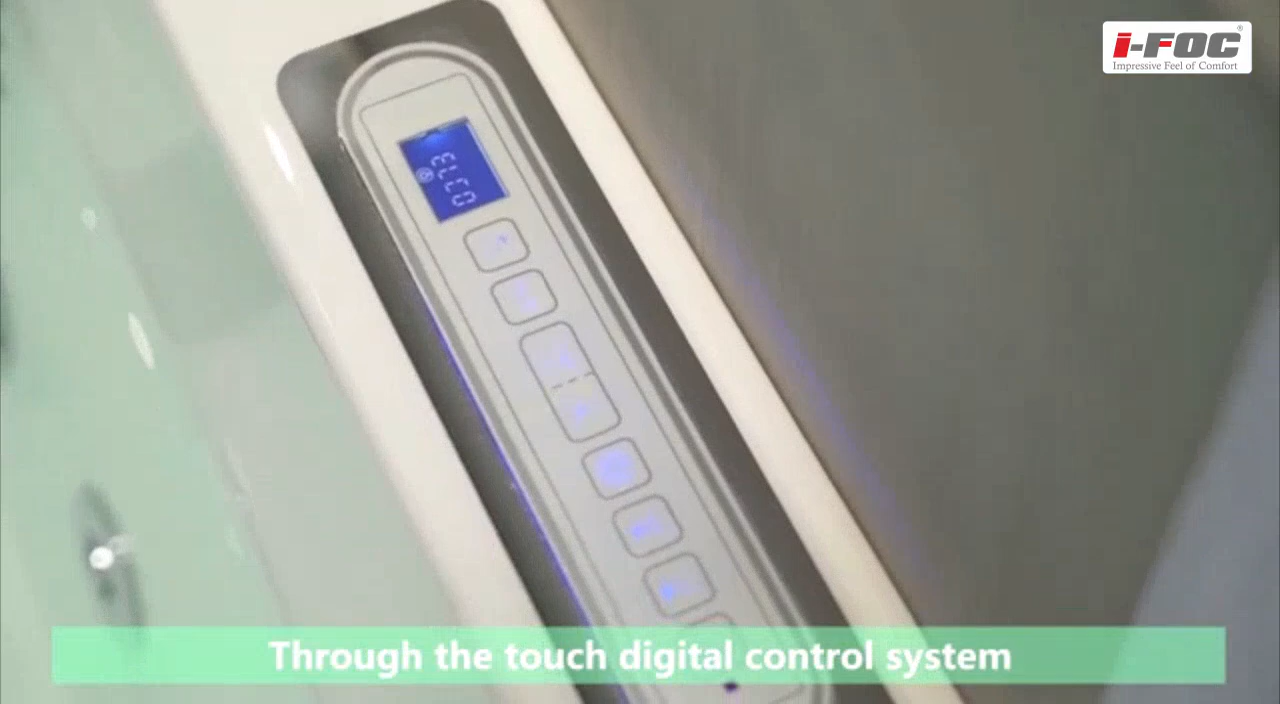 i-FOC®
Impressive Feel of Comfort
Through the touch digital control system